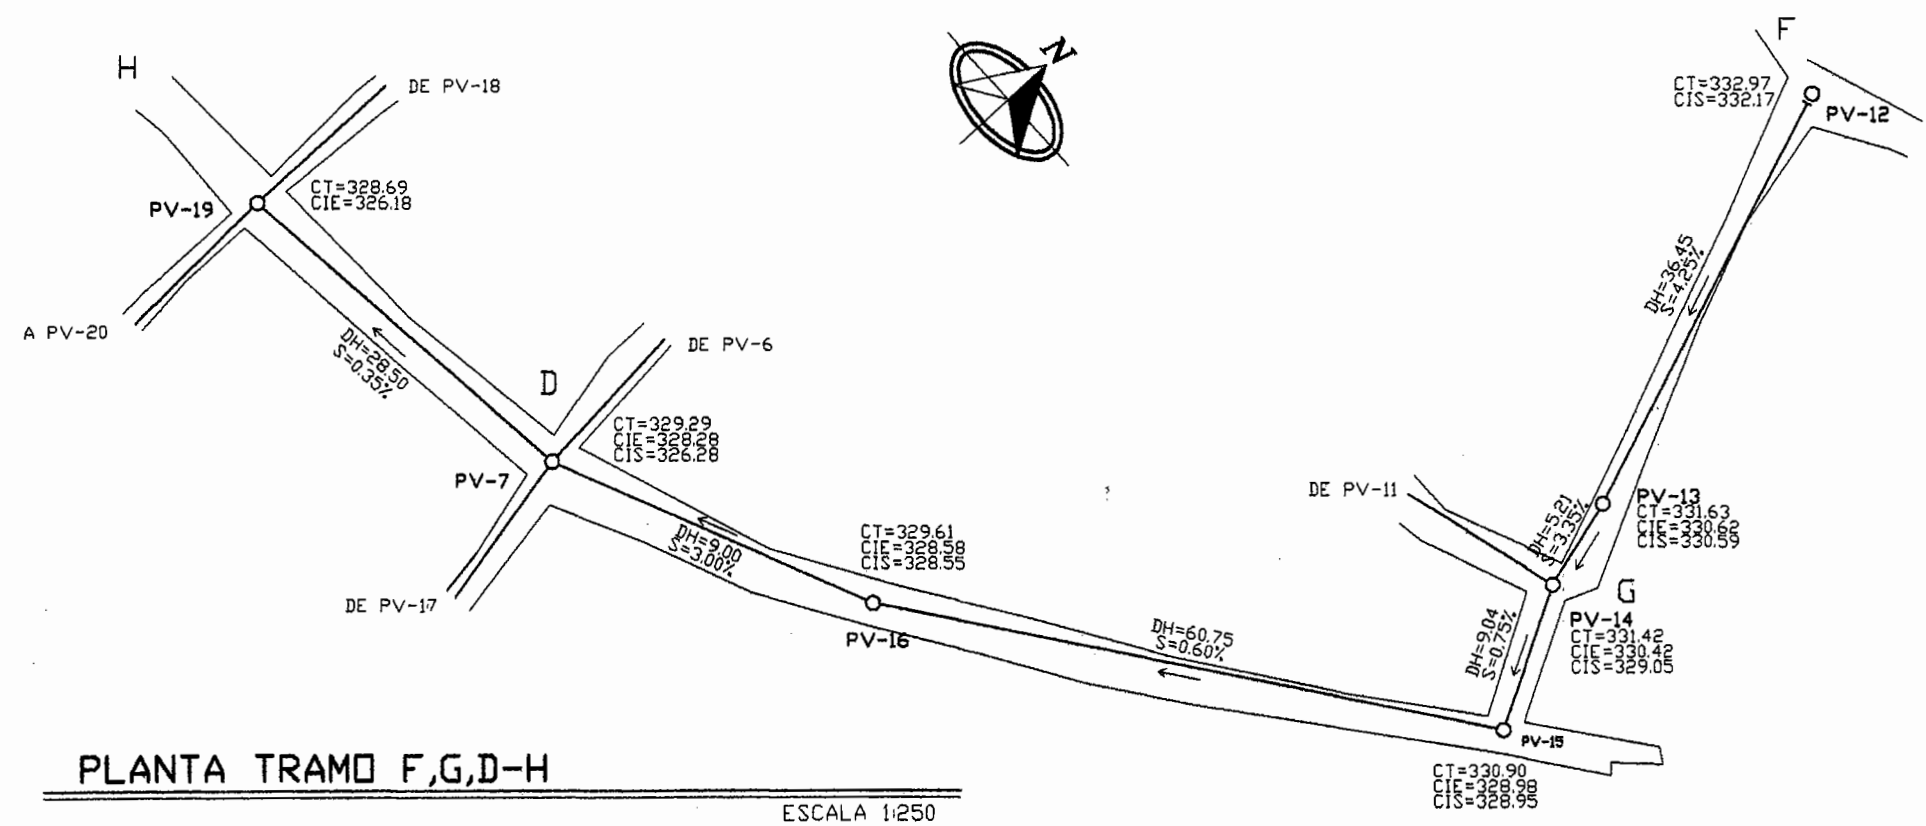 H
DE PV-18
PV-19
CT=328.69
CIE=326.18
A PV-20
DH=28.50
S=0.35%
N
F
CT=332.97
CIS=332.17
PV-12
DH=36.45
S=4.25%
D
DE PV-6
CT=329.29
CIE=328.28
CIS=326.28
PV-7
DE PV-17
DH=9.00
S=3.00%
CT=329.61
CIE=328.58
CIS=328.55
PV-16
DH=60.75
S=0.60%
DE PV-11
DH=5.21
S=3.35%
PV-13
CT=331.63
CIE=330.62
CIS=330.59
G
PV-14
CT=331.42
CIE=330.42
CIS=329.05
DH=9.04
S=0.75%
PV-15
CT=330.90
CIE=328.98
CIS=328.95
PLANTA TRAMO F,G,D-H
ESCALA 1:250